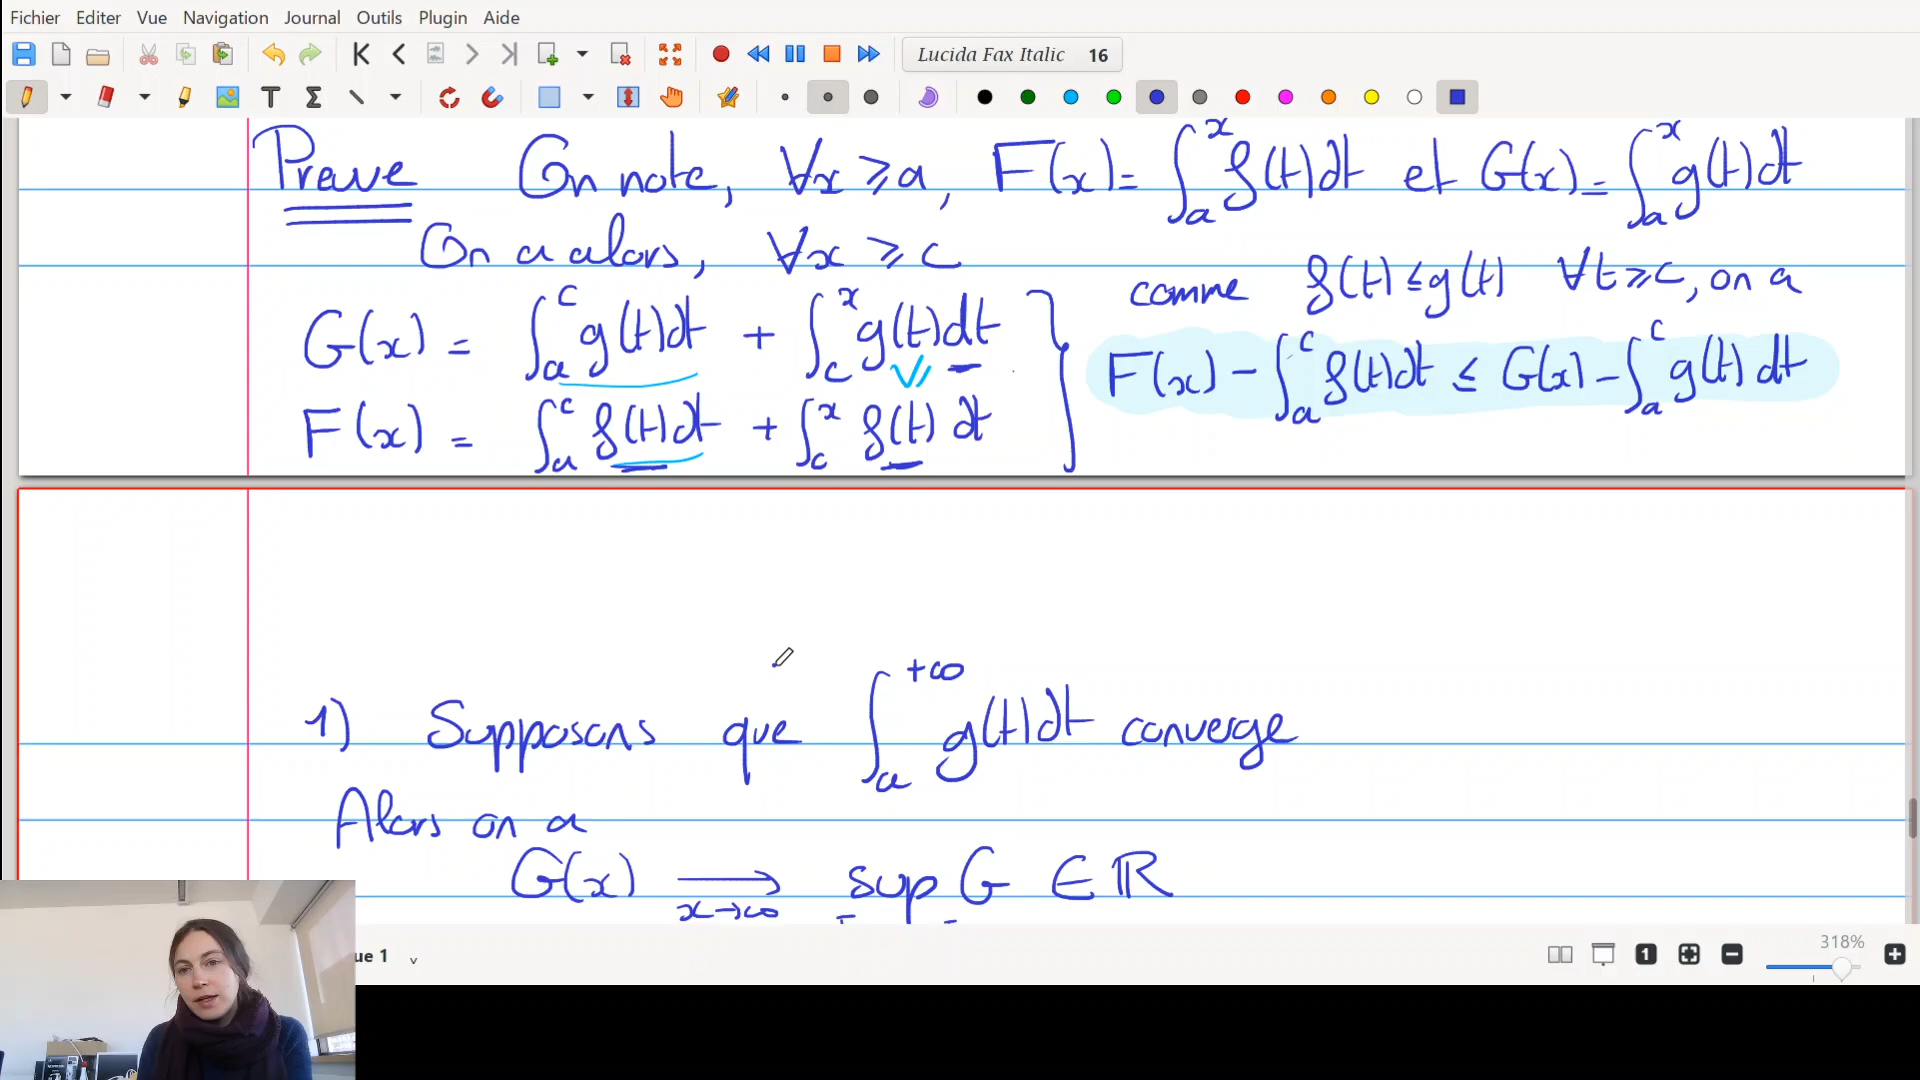 Fichier Editer Vue Navigation Journal Outils Plugin Aide
Lucida Fax Italic 16
Preuve On note, ∀x ⩾ a, F(x) = ∫_a^x f(t)dt et G(x) = ∫_a^x g(t)dt
On a alors, ∀x ⩾ c
comme f(t) ≤ g(t) ∀t ⩾ c, on a
G(x) = ∫_a^c g(t)dt + ∫_c^x g(t)dt
F(x) − ∫_a^c f(t)dt ≤ G(x) − ∫_a^c g(t)dt
F(x) = ∫_a^c f(t)dt + ∫_c^x f(t)dt
1) Supposons que ∫_a^{+∞} g(t)dt converge
Alors on a
G(x) ⟶_{x→∞} sup G ∈ ℝ
ue 1
1
318%